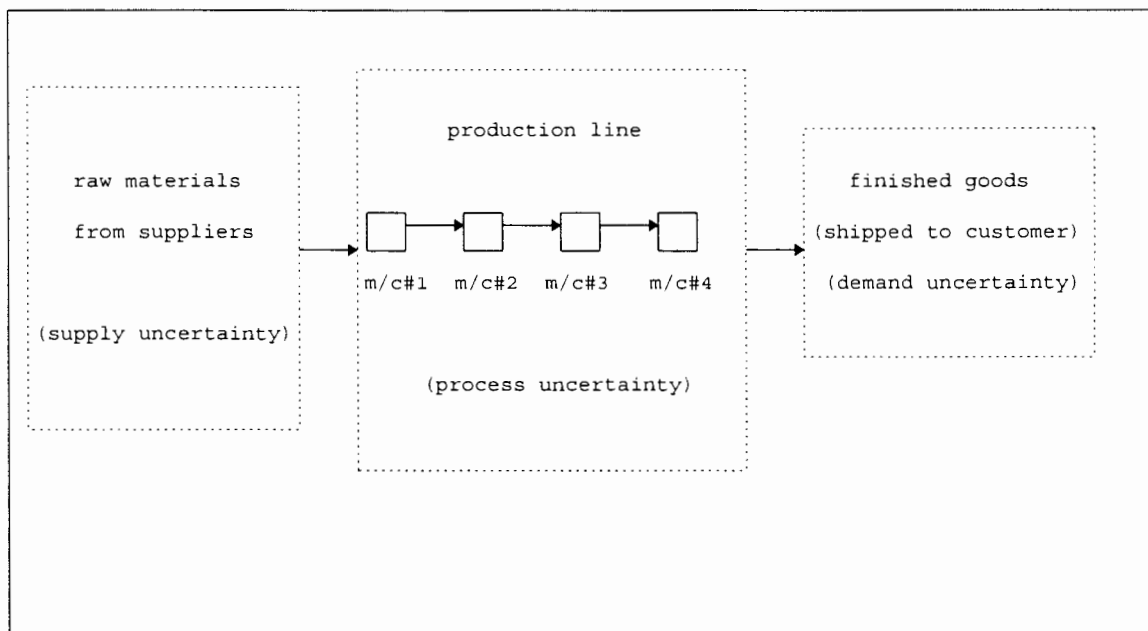 raw materials
from suppliers
(supply uncertainty)
production line
m/c#1 m/c#2 m/c#3 m/c#4
(process uncertainty)
finished goods
(shipped to customer)
(demand uncertainty)